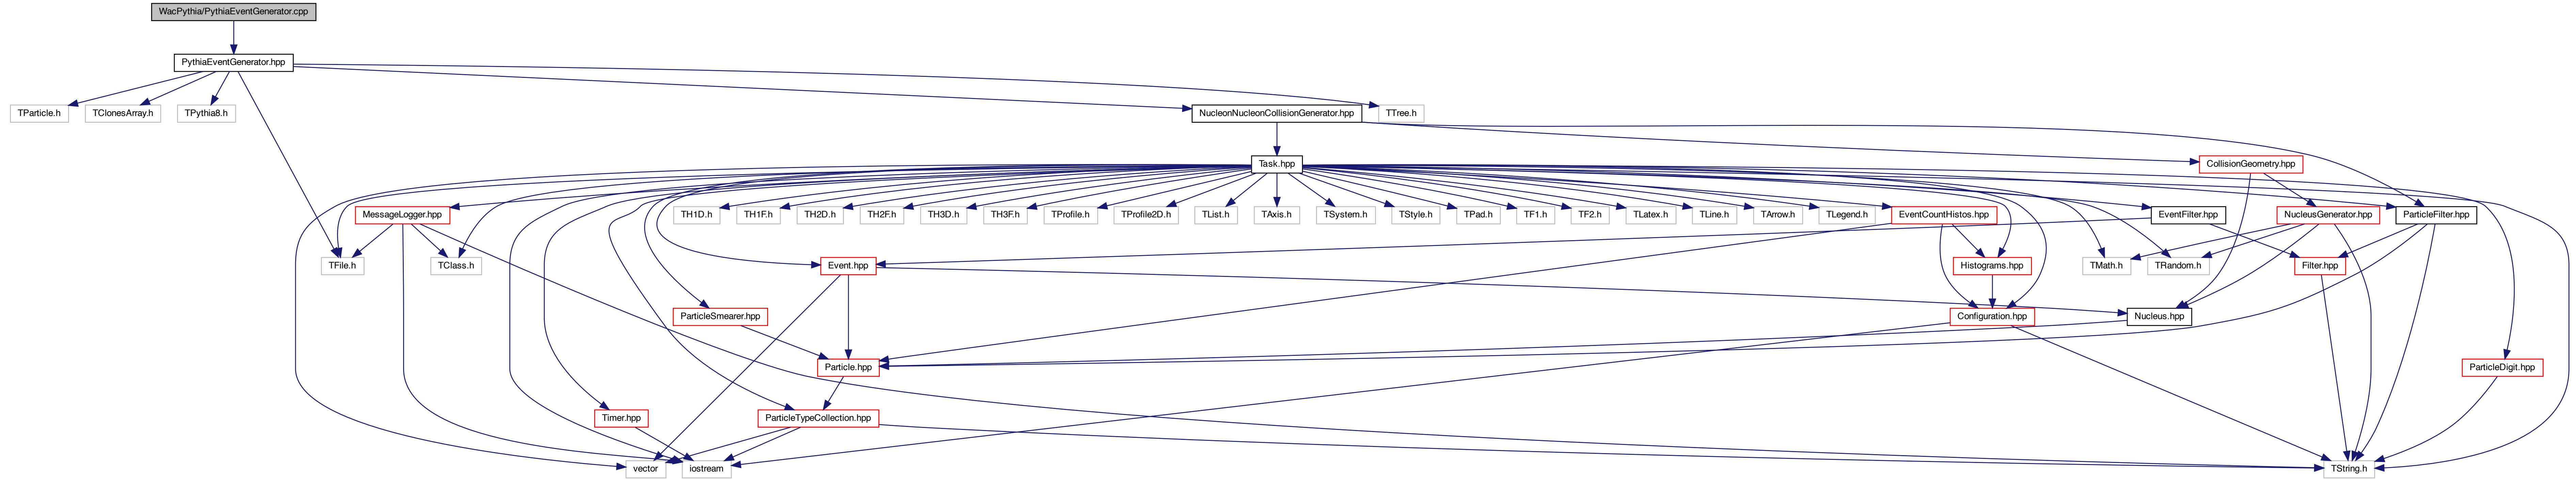 WacPythia/PythiaEventGenerator.cpp
PythiaEventGenerator.hpp
TParticle.h
TClonesArray.h
TPythia8.h
NucleonNucleonCollisionGenerator.hpp
TTree.h
Task.hpp
CollisionGeometry.hpp
MessageLogger.hpp
TH1D.h
TH1F.h
TH2D.h
TH2F.h
TH3D.h
TH3F.h
TProfile.h
TProfile2D.h
TList.h
TAxis.h
TSystem.h
TStyle.h
TPad.h
TF1.h
TF2.h
TLatex.h
TLine.h
TArrow.h
TLegend.h
EventCountHistos.hpp
EventFilter.hpp
NucleusGenerator.hpp
ParticleFilter.hpp
TFile.h
TClass.h
Event.hpp
Histograms.hpp
TMath.h
TRandom.h
Filter.hpp
ParticleSmearer.hpp
Configuration.hpp
Nucleus.hpp
Particle.hpp
ParticleDigit.hpp
Timer.hpp
ParticleTypeCollection.hpp
vector
iostream
TString.h